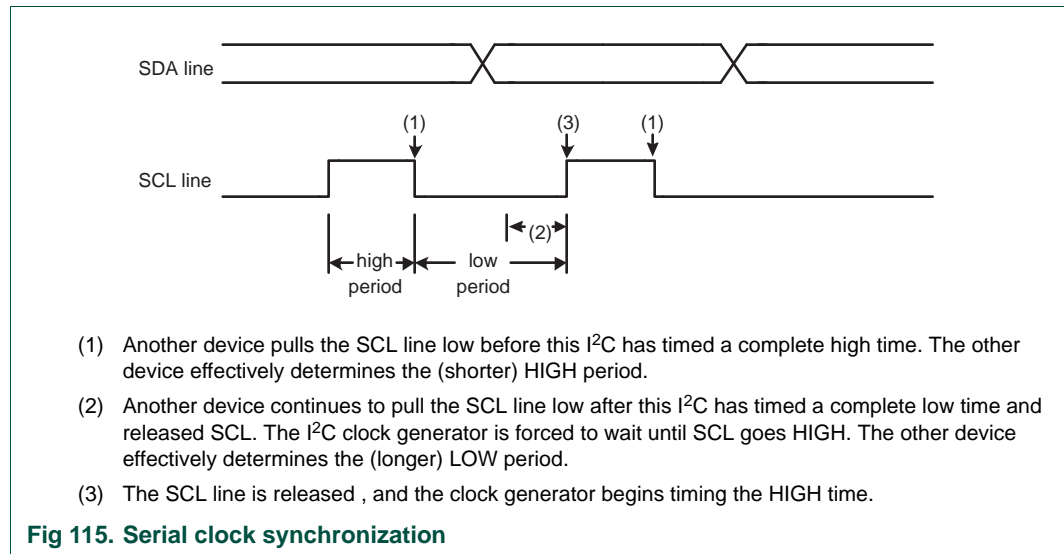 SDA line
(1) (3) (1)
SCL line
(2)
high low
period period
(1) Another device pulls the SCL line low before this I2C has timed a complete high time. The other
device effectively determines the (shorter) HIGH period.
(2) Another device continues to pull the SCL line low after this I2C has timed a complete low time and
released SCL. The I2C clock generator is forced to wait until SCL goes HIGH. The other device
effectively determines the (longer) LOW period.
(3) The SCL line is released , and the clock generator begins timing the HIGH time.
Fig 115. Serial clock synchronization